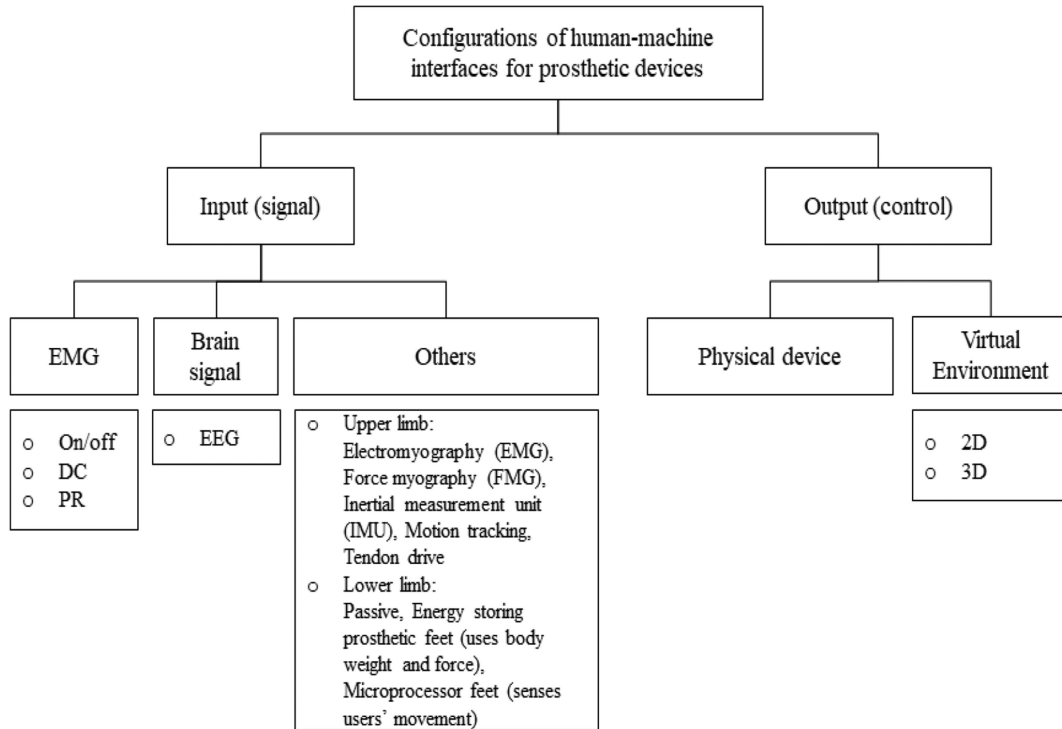 Configurations of human-machine
interfaces for prosthetic devices
Input (signal)
Output (control)
EMG
Brain
signal
Others
Physical device
Virtual
Environment
o On/off
o DC
o PR
o EEG
o Upper limb:
Electromyography (EMG),
Force myography (FMG),
Inertial measurement unit
(IMU), Motion tracking,
Tendon drive
o Lower limb:
Passive, Energy storing
prosthetic feet (uses body
weight and force),
Microprocessor feet (senses
users’ movement)
o 2D
o 3D